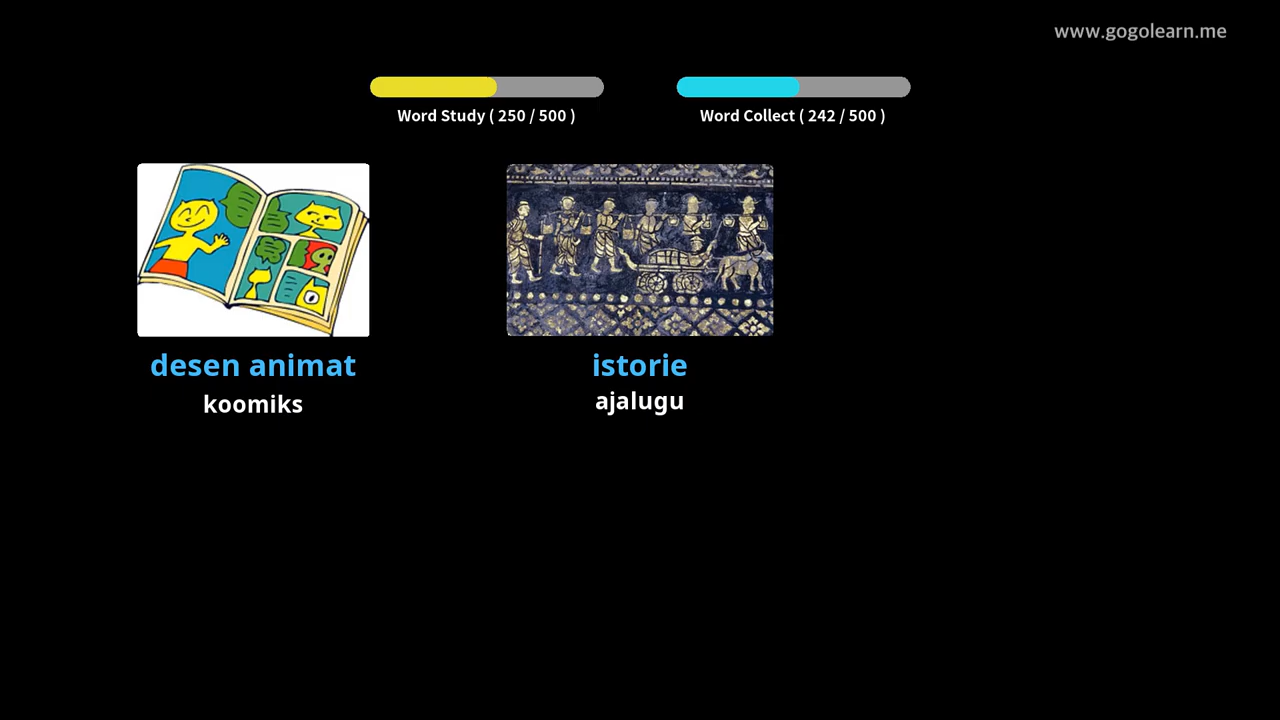 www.gogolearn.me
Word Study ( 250 / 500 )
Word Collect ( 242 / 500 )
desen animat
koomiks
istorie
ajalugu